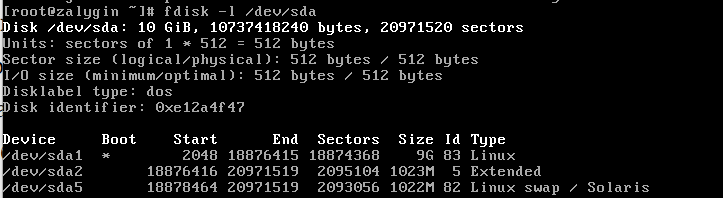 [root@zalygin ~]# fdisk -l /dev/sda
Disk /dev/sda: 10 GiB, 10737418240 bytes, 20971520 sectors
Units: sectors of 1 * 512 = 512 bytes
Sector size (logical/physical): 512 bytes / 512 bytes
I/O size (minimum/optimal): 512 bytes / 512 bytes
Disklabel type: dos
Disk identifier: 0xe12a4f47
Device     Boot    Start      End  Sectors  Size Id Type
/dev/sda1  *        2048 18876415 18874368    9G 83 Linux
/dev/sda2       18876416 20971519  2095104 1023M  5 Extended
/dev/sda5       18878464 20971519  2093056 1022M 82 Linux swap / Solaris